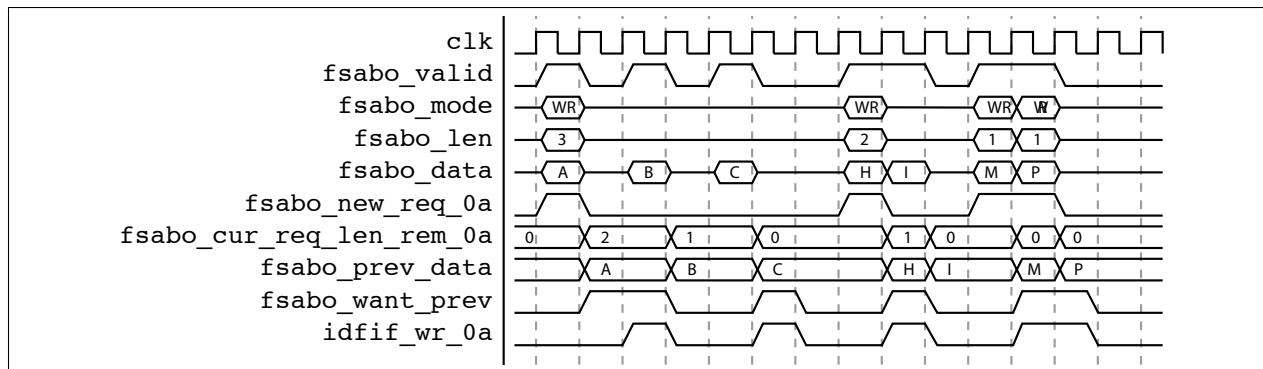 clk
fsabo_valid
fsabo_mode WR WR WR
fsabo_len 3 2 1 1
fsabo_data A B C H I M P
fsabo_new_req_0a
fsabo_cur_req_len_rem_0a 0 2 1 0 1 0 0 0
fsabo_prev_data A B C H I M P
fsabo_want_prev
idfif_wr_0a